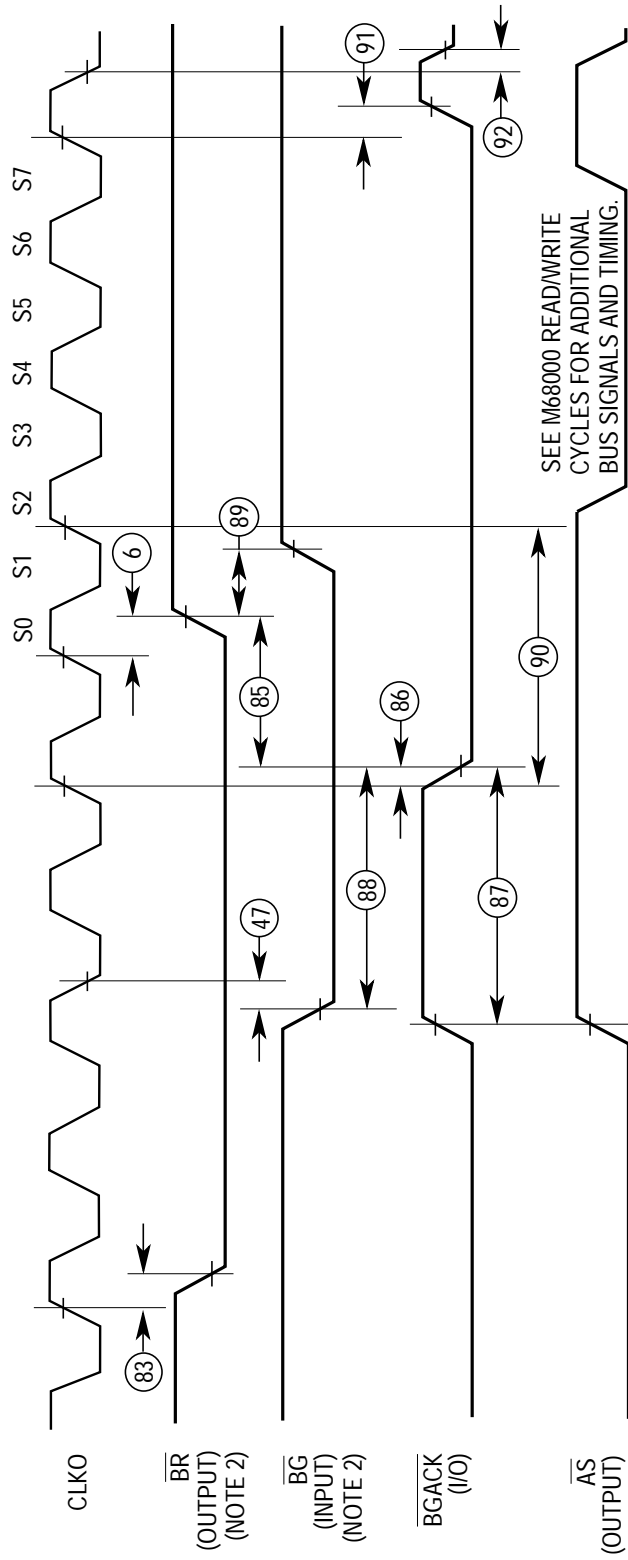 S0 S1 S2 S3 S4 S5 S6 S7
CLKO
83
6
BR
(OUTPUT)
(NOTE 2)
47
85
89
BG
(INPUT)
(NOTE 2)
88
86
91
BGACK
(I/O)
87
90
92
SEE M68000 READ/WRITE
CYCLES FOR ADDITIONAL
BUS SIGNALS AND TIMING.
AS
(OUTPUT)